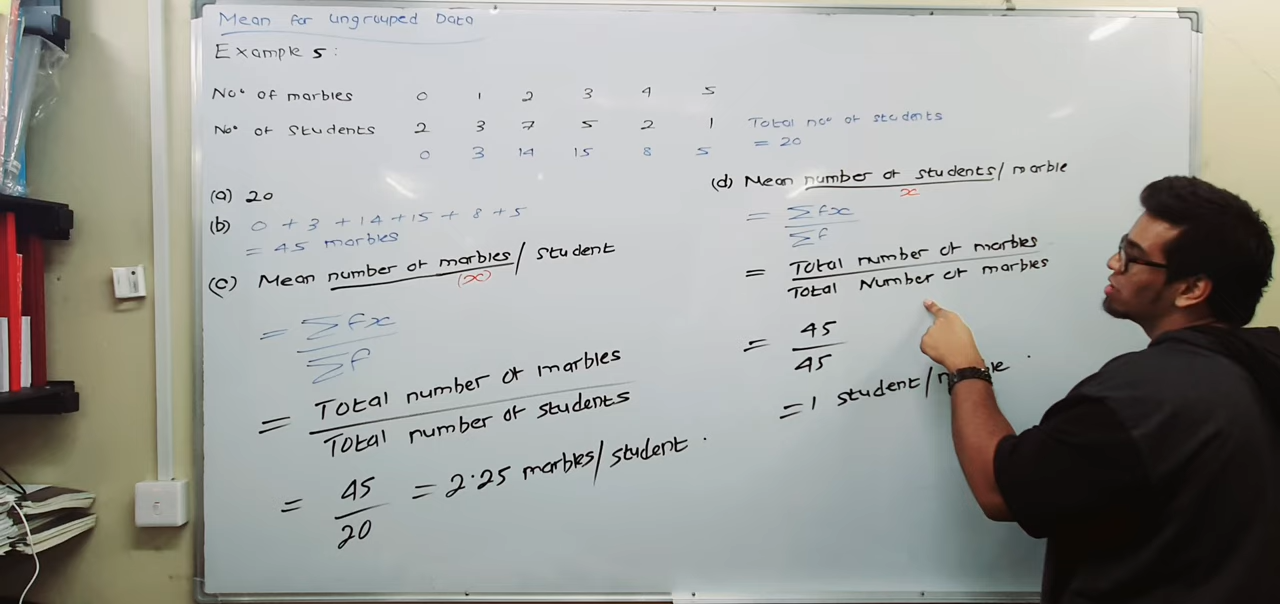 Mean for ungrouped Data
Example 5:
No° of marbles 0 1 2 3 4 5
No° of students 2 3 7 5 2 1
0 3 14 15 8 5
Total no° of students
= 20
(a) 20
(b) 0 + 3 + 14 + 15 + 8 + 5
= 45 marbles
(c) Mean number of marbles / student
(x)
= Σfx
Σf
= Total number of marbles
Total number of students
= 45
20
= 2.25 marbles/student.
(d) Mean number of students/ marble
x
= Σfx
Σf
= Total number of marbles
Total Number of marbles
= 45
45
= 1 student/